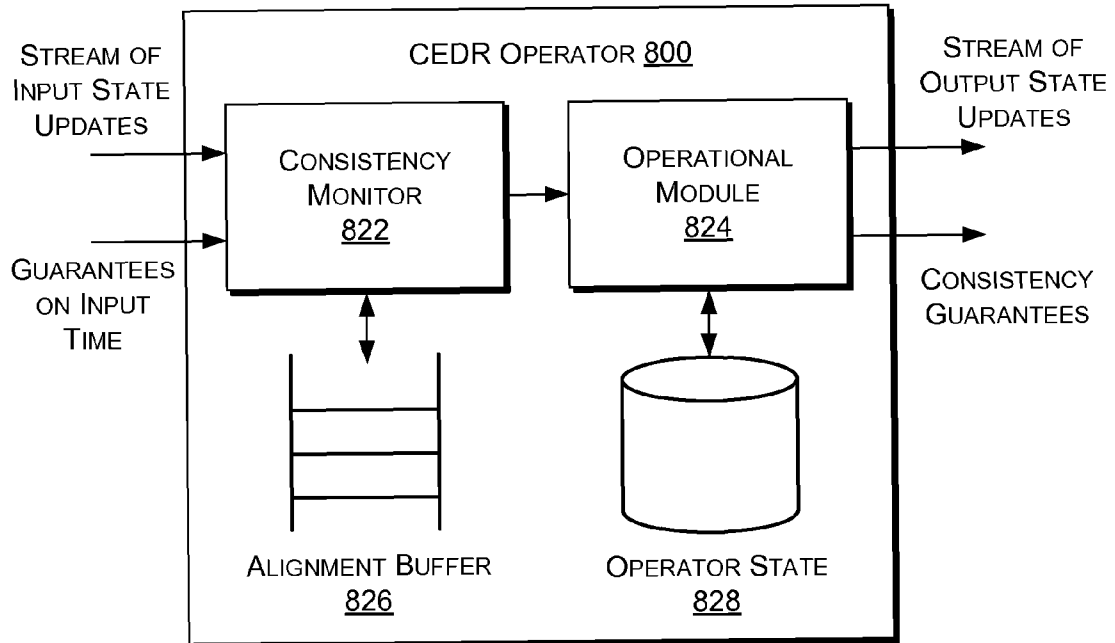 CEDR OPERATOR 800
STREAM OF
INPUT STATE
UPDATES
GUARANTEES
ON INPUT
TIME
CONSISTENCY
MONITOR
822
OPERATIONAL
MODULE
824
STREAM OF
OUTPUT STATE
UPDATES
CONSISTENCY
GUARANTEES
ALIGNMENT BUFFER
826
OPERATOR STATE
828